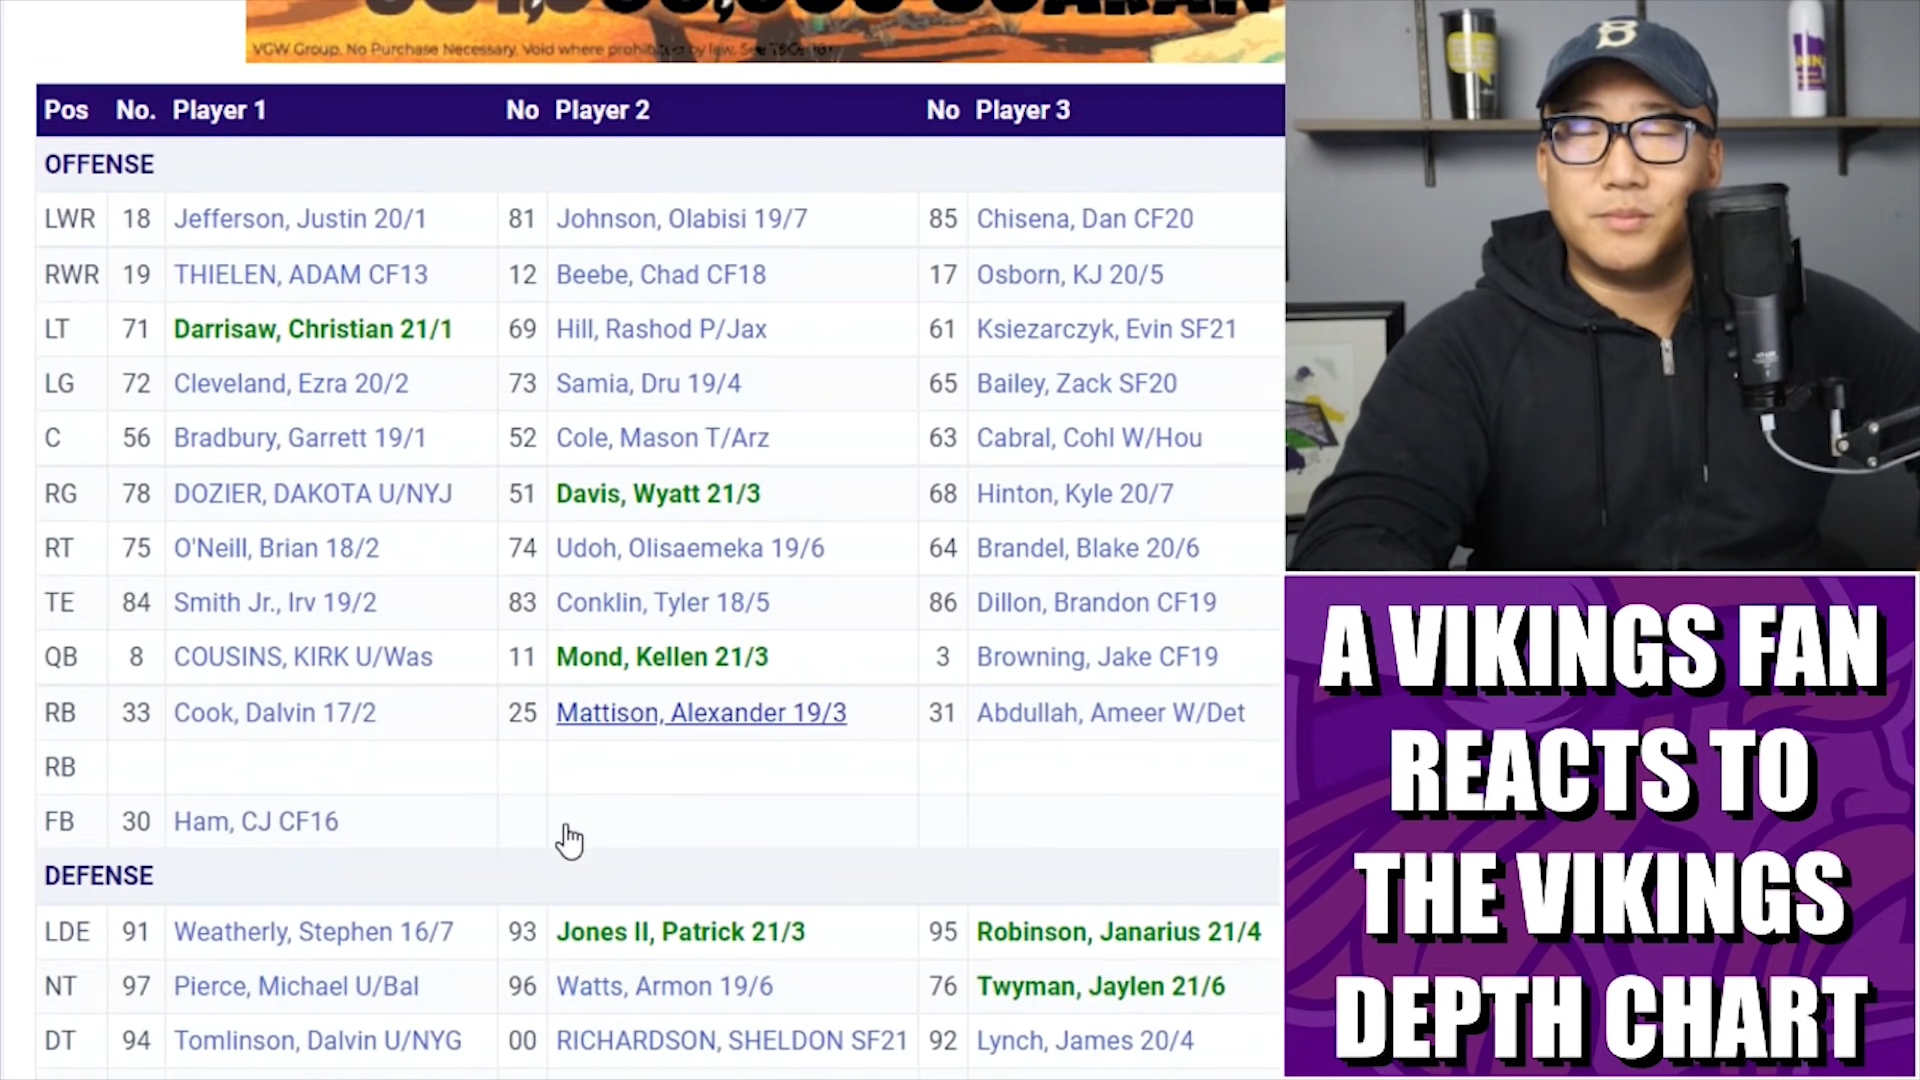 VGW Group. No Purchase Necessary. Void where prohibited by law. See T&Cs. 18+
Pos No. Player 1 No Player 2 No Player 3
OFFENSE
LWR 18 Jefferson, Justin 20/1 81 Johnson, Olabisi 19/7 85 Chisena, Dan CF20
RWR 19 THIELEN, ADAM CF13 12 Beebe, Chad CF18 17 Osborn, KJ 20/5
LT 71 Darrisaw, Christian 21/1 69 Hill, Rashod P/Jax 61 Ksiezarczyk, Evin SF21
LG 72 Cleveland, Ezra 20/2 73 Samia, Dru 19/4 65 Bailey, Zack SF20
C 56 Bradbury, Garrett 19/1 52 Cole, Mason T/Arz 63 Cabral, Cohl W/Hou
RG 78 DOZIER, DAKOTA U/NYJ 51 Davis, Wyatt 21/3 68 Hinton, Kyle 20/7
RT 75 O'Neill, Brian 18/2 74 Udoh, Olisaemeka 19/6 64 Brandel, Blake 20/6
TE 84 Smith Jr., Irv 19/2 83 Conklin, Tyler 18/5 86 Dillon, Brandon CF19
QB 8 COUSINS, KIRK U/Was 11 Mond, Kellen 21/3 3 Browning, Jake CF19
RB 33 Cook, Dalvin 17/2 25 Mattison, Alexander 19/3 31 Abdullah, Ameer W/Det
RB
FB 30 Ham, CJ CF16
DEFENSE
LDE 91 Weatherly, Stephen 16/7 93 Jones II, Patrick 21/3 95 Robinson, Janarius 21/4
NT 97 Pierce, Michael U/Bal 96 Watts, Armon 19/6 76 Twyman, Jaylen 21/6
DT 94 Tomlinson, Dalvin U/NYG 00 RICHARDSON, SHELDON SF21 92 Lynch, James 20/4
B
A VIKINGS FAN
REACTS TO
THE VIKINGS
DEPTH CHART